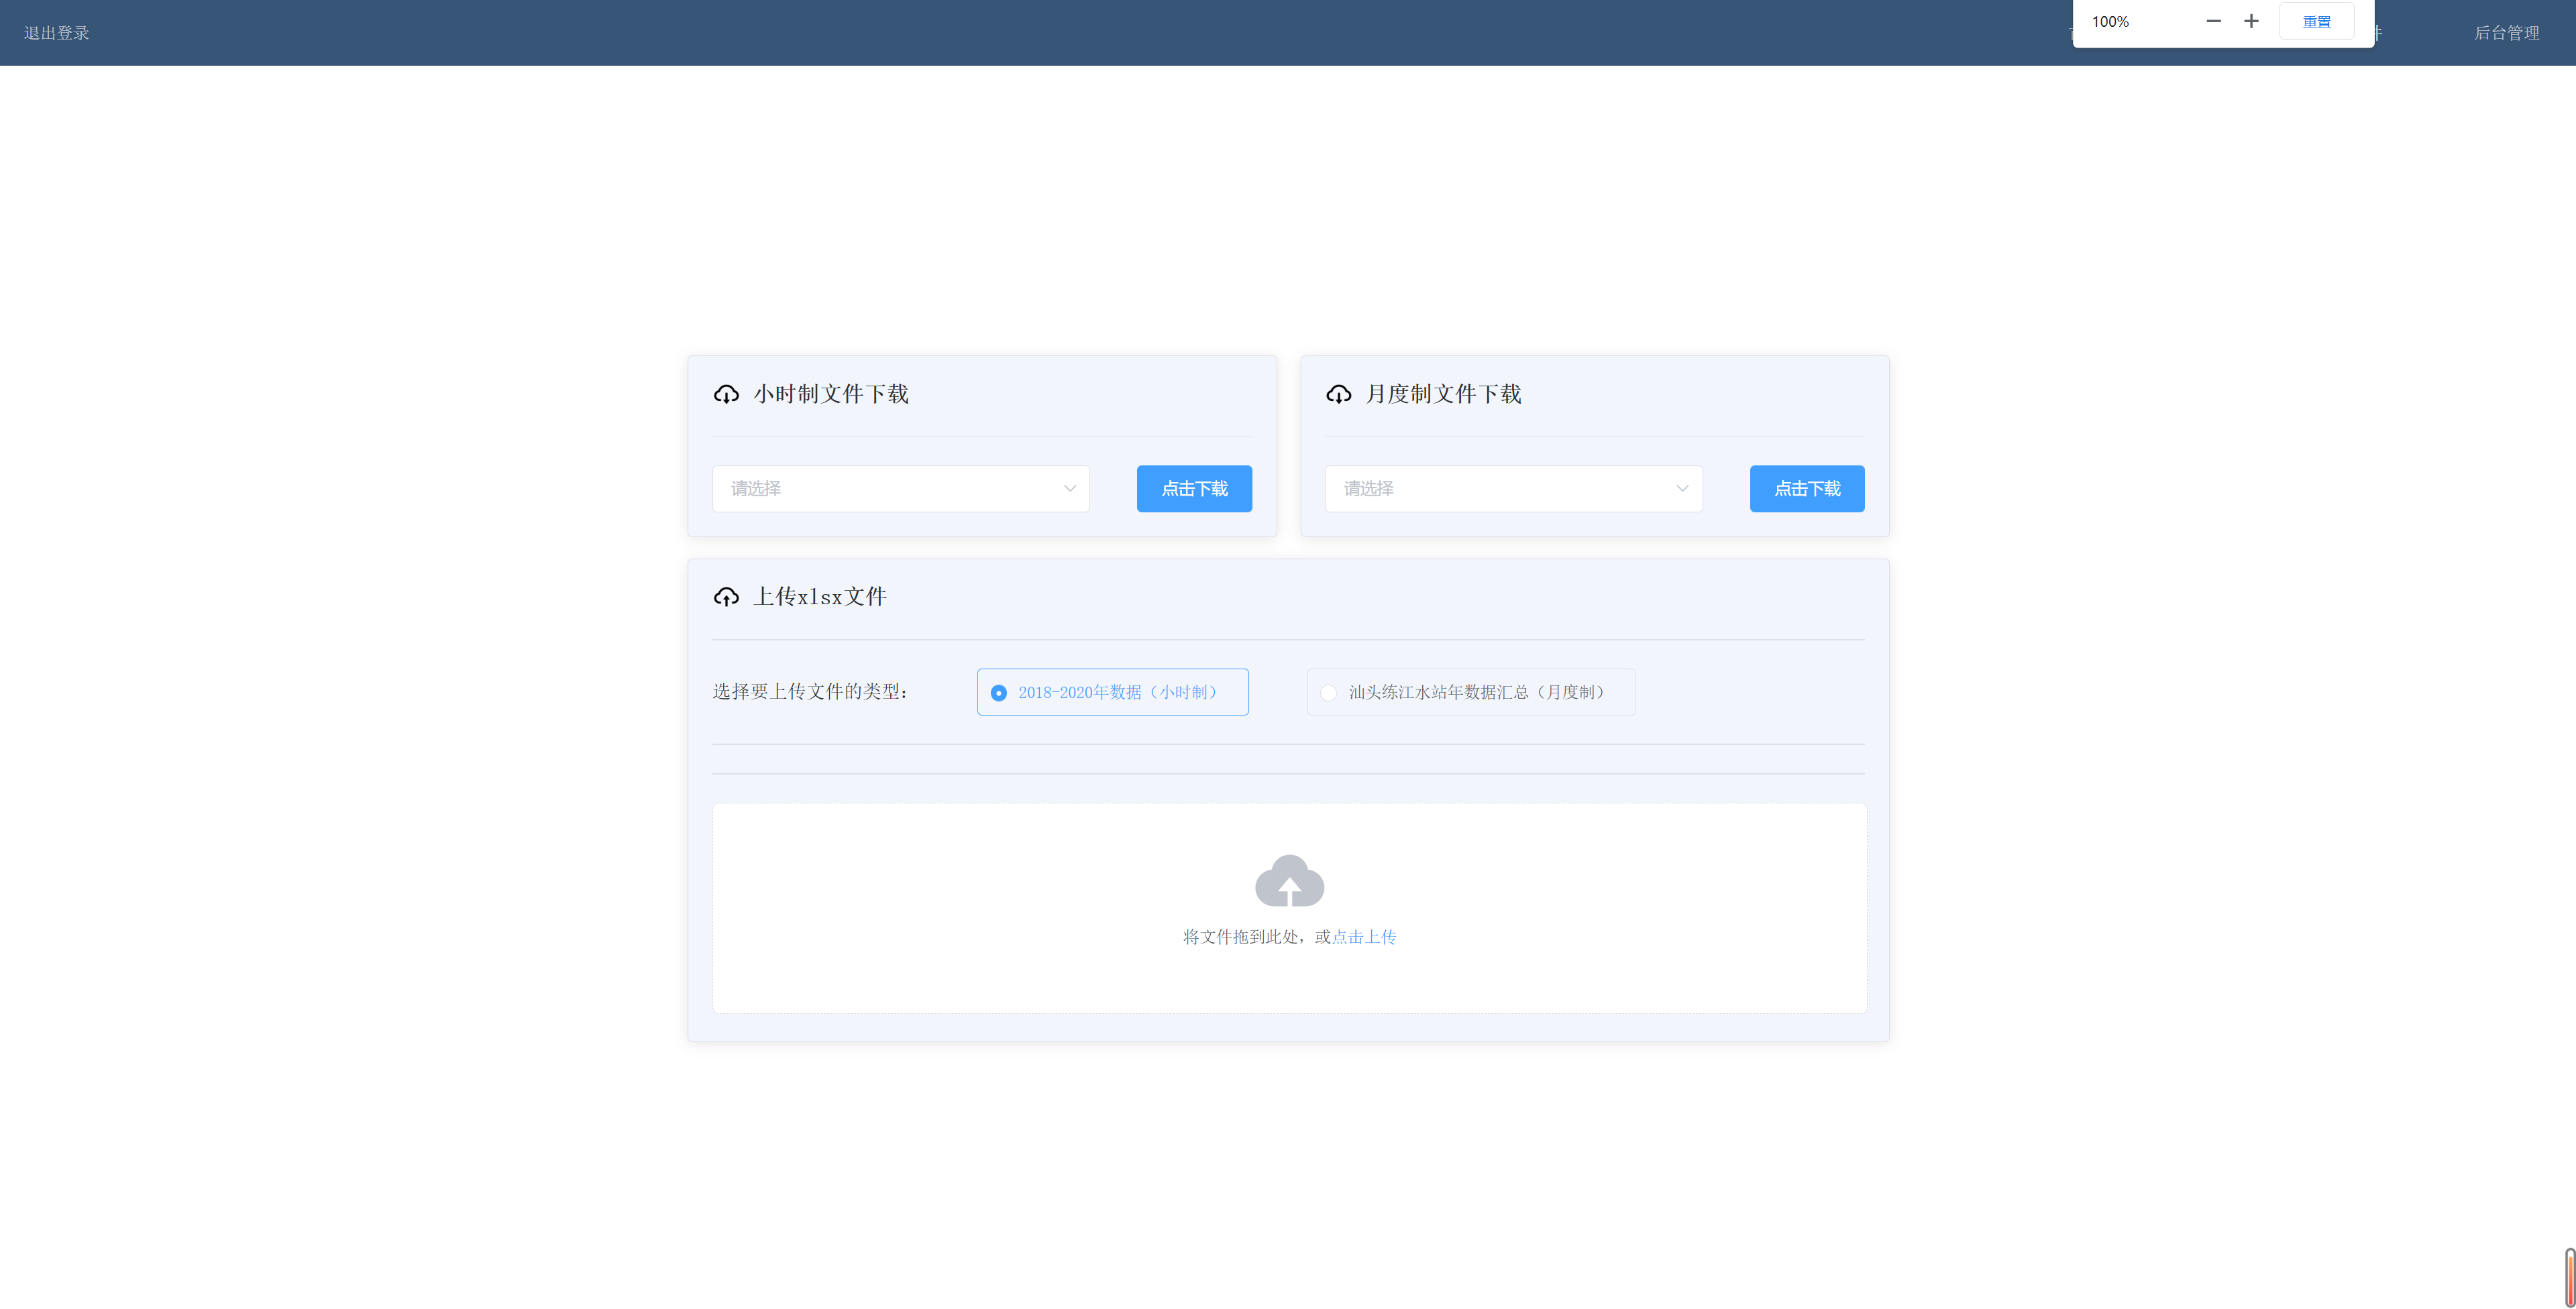 退出登录
100%
重置
件
后台管理
小时制文件下载
月度制文件下载
请选择
点击下载
请选择
点击下载
上传xlsx文件
选择要上传文件的类型：
2018-2020年数据（小时制）
汕头练江水站年数据汇总（月度制）
将文件拖到此处，或点击上传